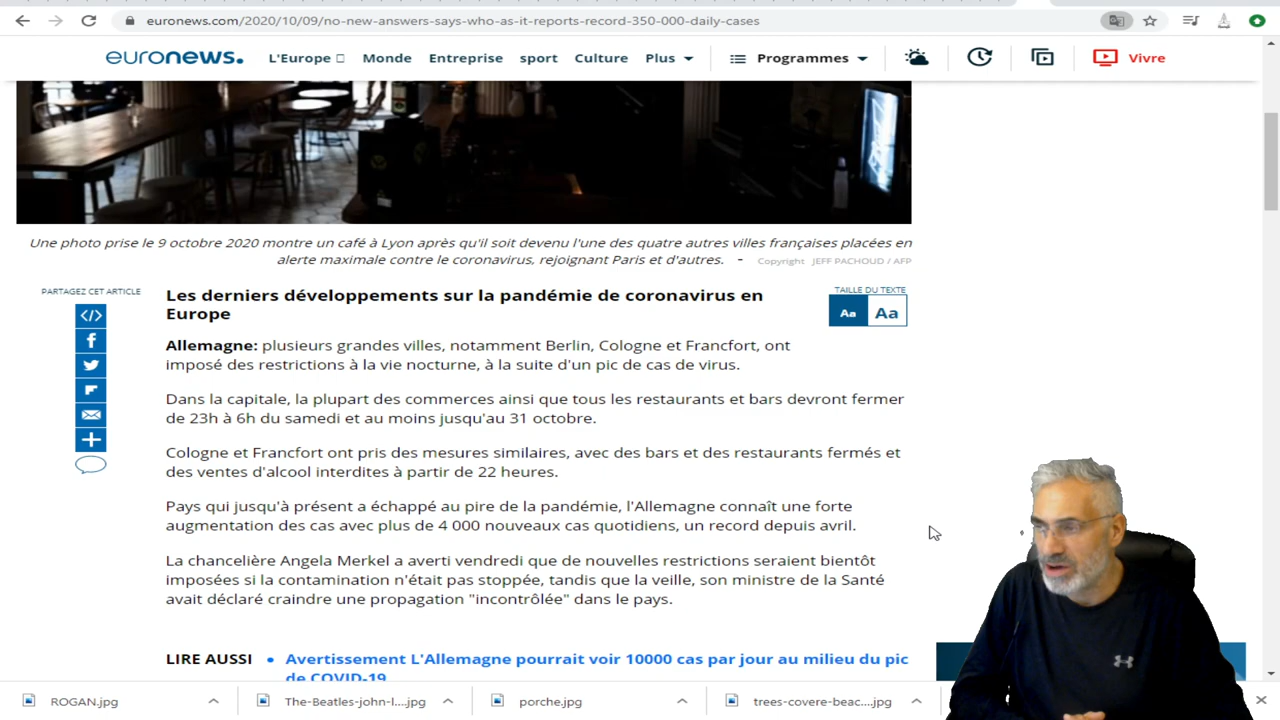 euronews.com/2020/10/09/no-new-answers-says-who-as-it-reports-record-350-000-daily-cases
euronews. L'Europe Monde Entreprise sport Culture Plus Programmes Vivre
Une photo prise le 9 octobre 2020 montre un café à Lyon après qu'il soit devenu l'une des quatre autres villes françaises placées en
alerte maximale contre le coronavirus, rejoignant Paris et d'autres. - Copyright JEFF PACHOUD / AFP
PARTAGEZ CET ARTICLE
TAILLE DU TEXTE
Aa Aa
Les derniers développements sur la pandémie de coronavirus en
Europe
Allemagne: plusieurs grandes villes, notamment Berlin, Cologne et Francfort, ont
imposé des restrictions à la vie nocturne, à la suite d'un pic de cas de virus.
Dans la capitale, la plupart des commerces ainsi que tous les restaurants et bars devront fermer
de 23h à 6h du samedi et au moins jusqu'au 31 octobre.
Cologne et Francfort ont pris des mesures similaires, avec des bars et des restaurants fermés et
des ventes d'alcool interdites à partir de 22 heures.
Pays qui jusqu'à présent a échappé au pire de la pandémie, l'Allemagne connaît une forte
augmentation des cas avec plus de 4 000 nouveaux cas quotidiens, un record depuis avril.
La chancelière Angela Merkel a averti vendredi que de nouvelles restrictions seraient bientôt
imposées si la contamination n'était pas stoppée, tandis que la veille, son ministre de la Santé
avait déclaré craindre une propagation "incontrôlée" dans le pays.
LIRE AUSSI • Avertissement L'Allemagne pourrait voir 10000 cas par jour au milieu du pic
de COVID-19
ROGAN.jpg The-Beatles-john-l....jpg porche.jpg trees-covere-beac....jpg